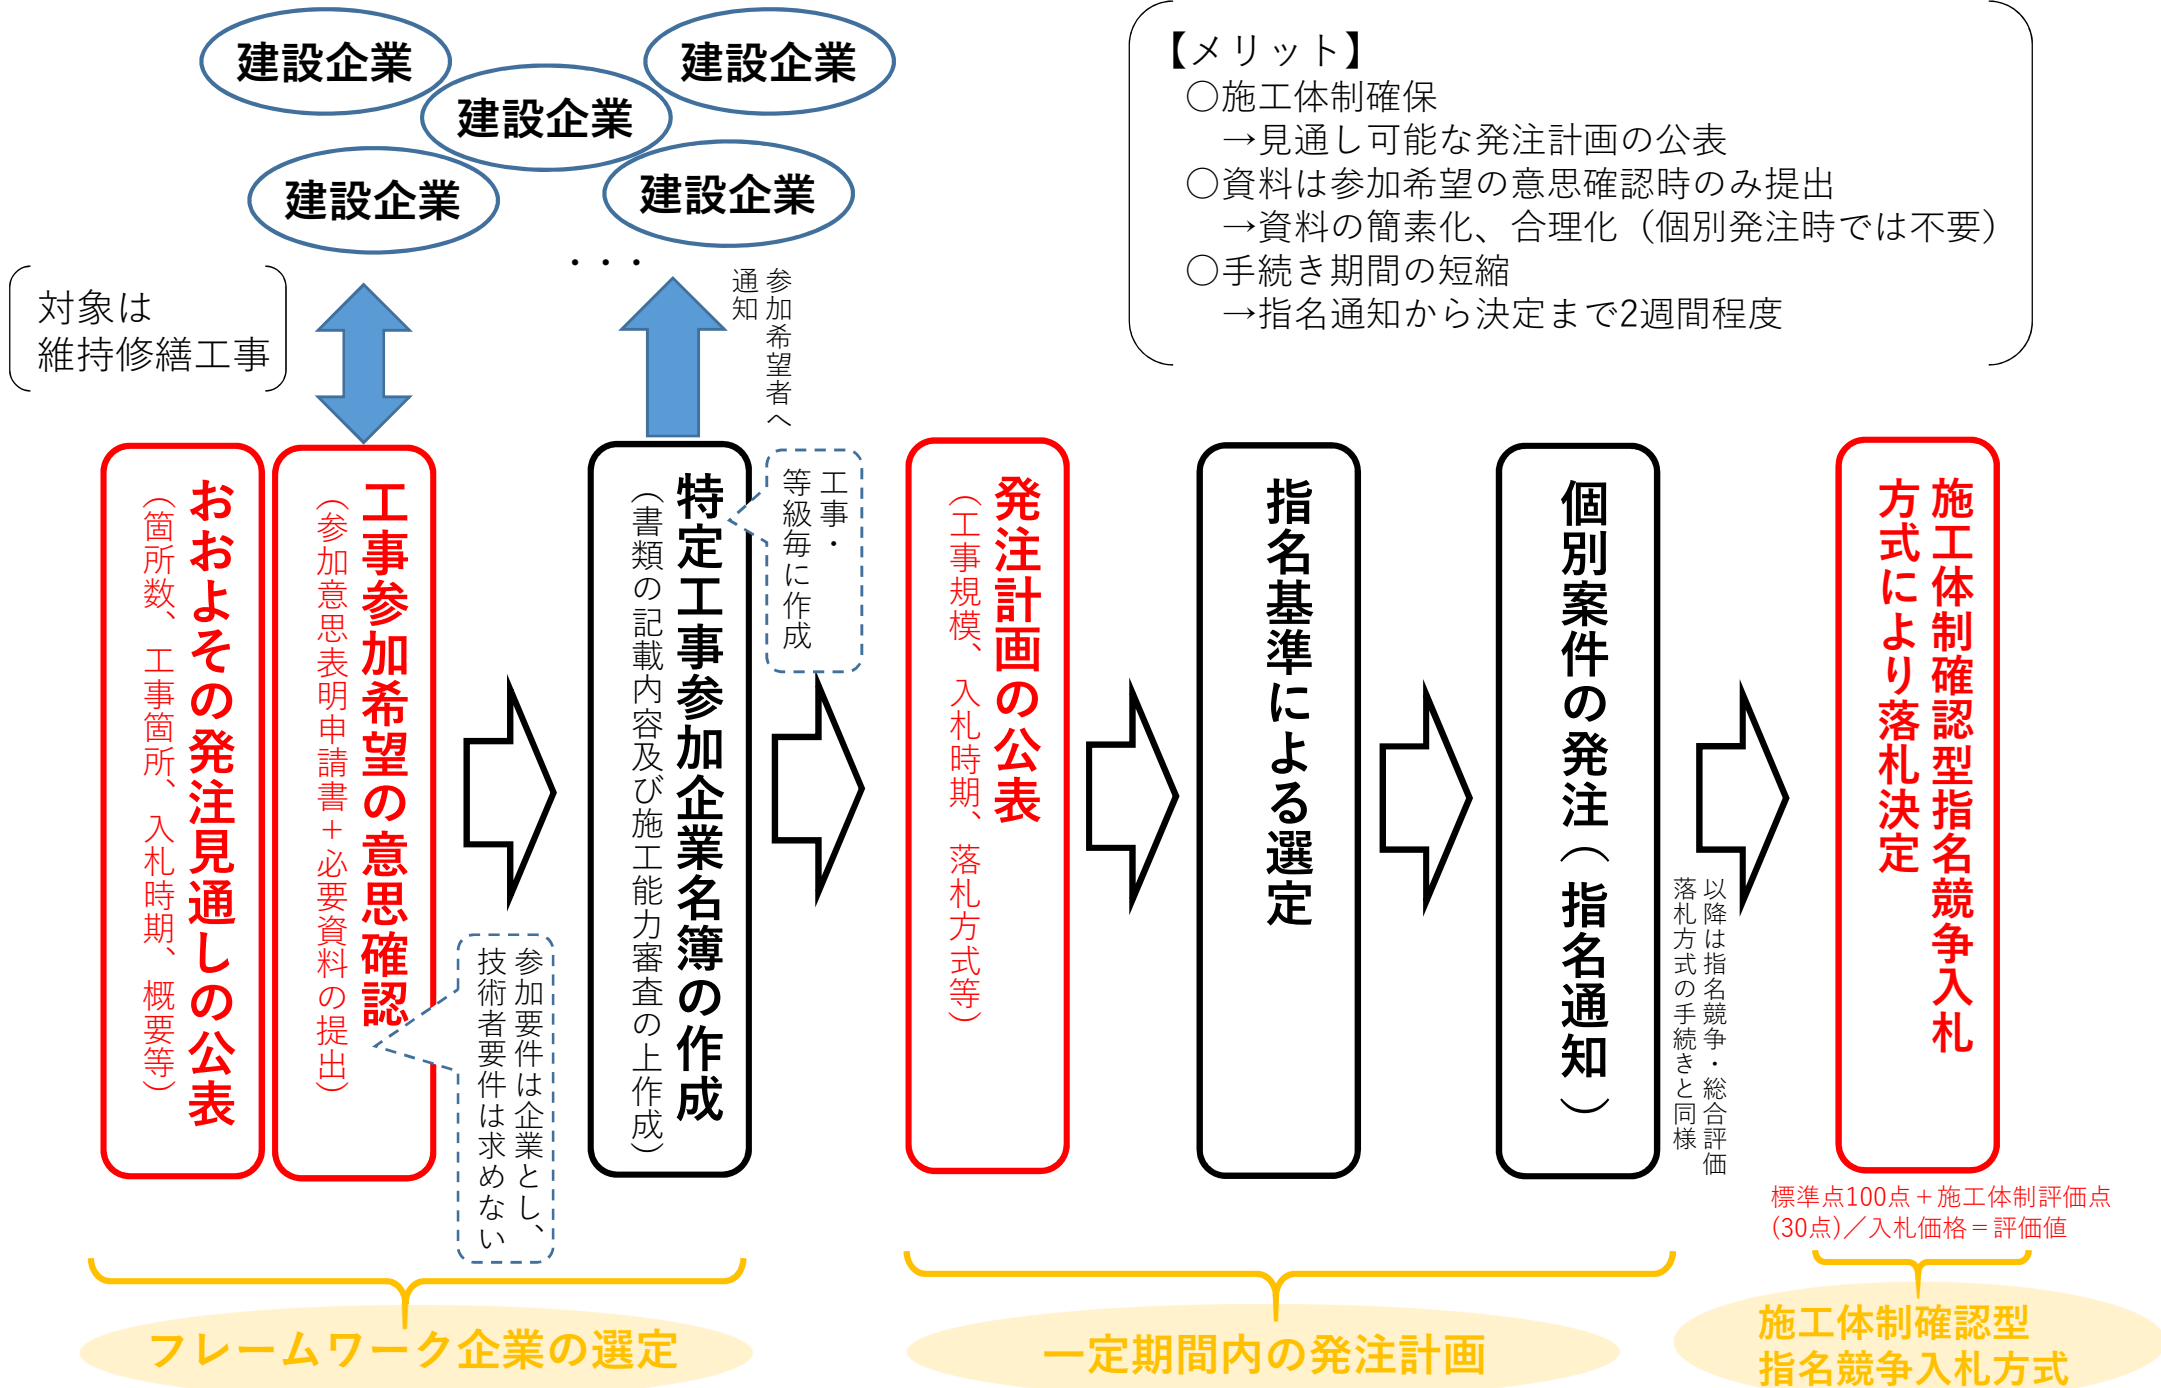 建設企業
建設企業
建設企業
建設企業
建設企業
・・・
【メリット】
○施工体制確保
→見通し可能な発注計画の公表
○資料は参加希望の意思確認時のみ提出
→資料の簡素化、合理化（個別発注時では不要）
○手続き期間の短縮
→指名通知から決定まで2週間程度
対象は
維持修繕工事
参加希望者へ
通知
おおよその発注見通しの公表
（箇所数、工事箇所、入札時期、概要等）
工事参加希望の意思確認
（参加意思表明申請書＋必要資料の提出）
参加要件は企業とし、
技術者要件は求めない
特定工事参加企業名簿の作成
（書類の記載内容及び施工能力審査の上作成）
工事・
等級毎に作成
発注計画の公表
（工事規模、入札時期、落札方式等）
指名基準による選定
個別案件の発注（指名通知）
以降は指名競争・総合評価
落札方式の手続きと同様
施工体制確認型指名競争入札
方式により落札決定
標準点100点＋施工体制評価点
(30点)／入札価格＝評価値
フレームワーク企業の選定
一定期間内の発注計画
施工体制確認型
指名競争入札方式